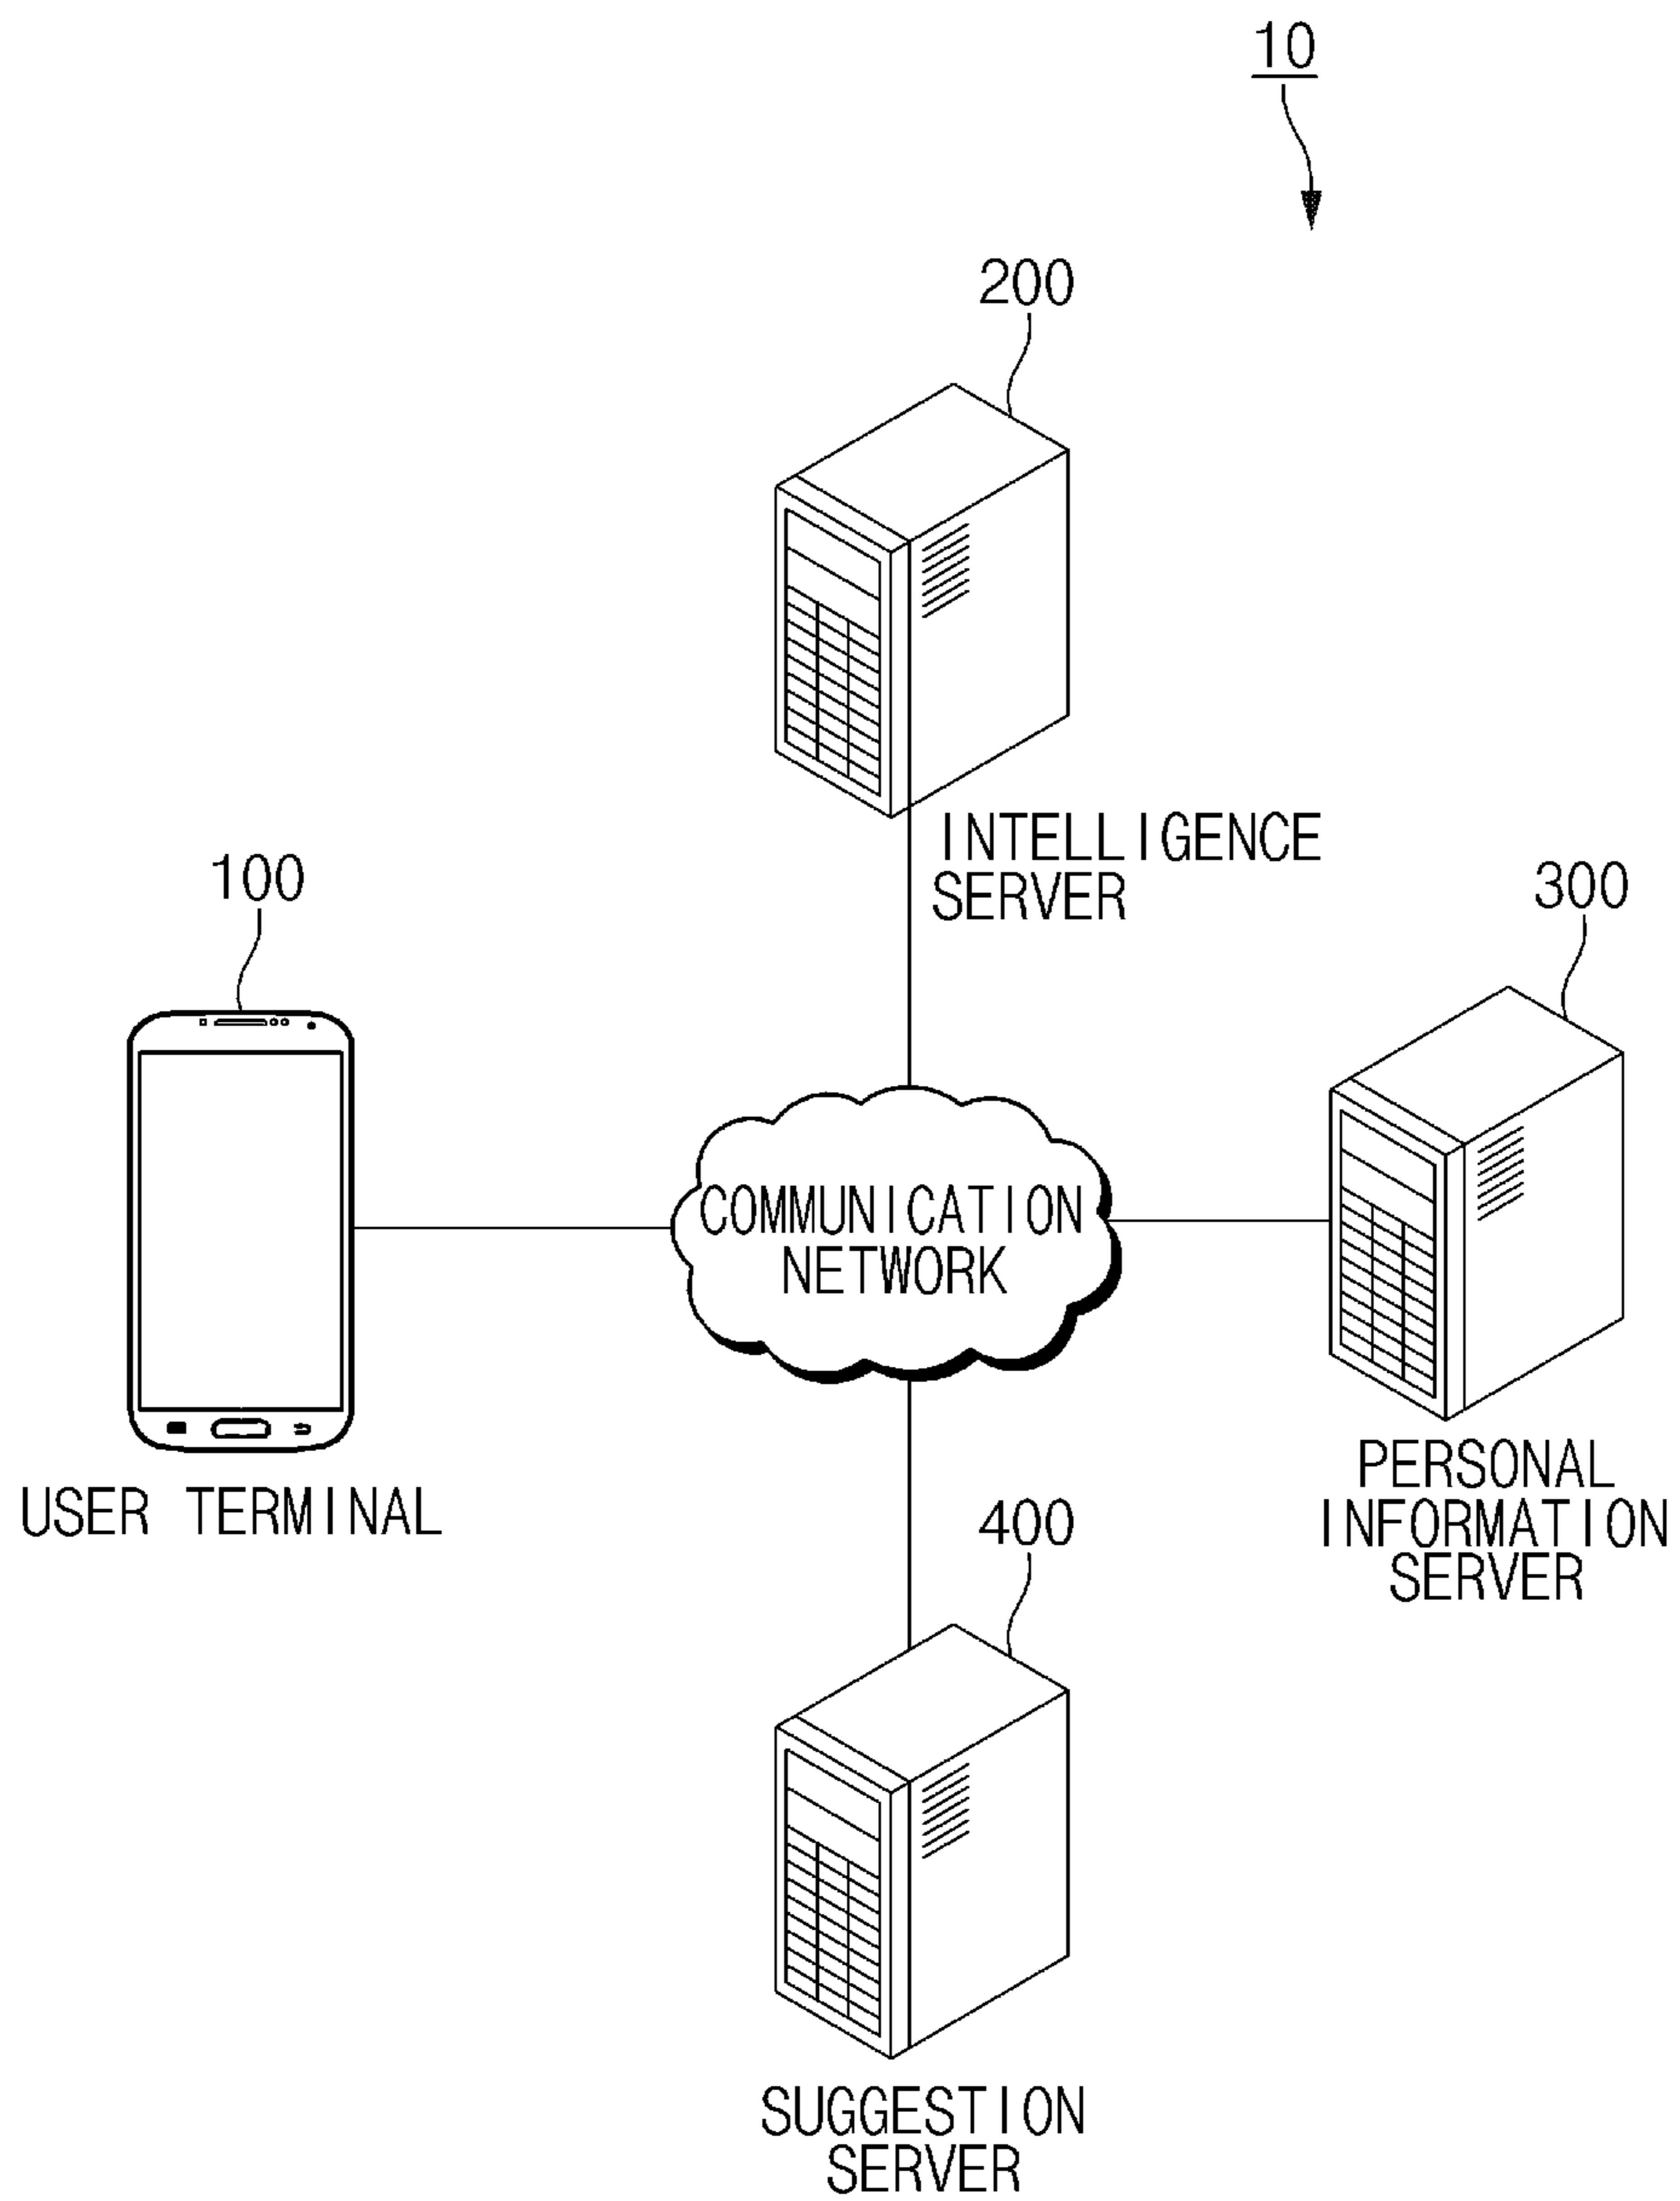 10
200
INTELLIGENCE
SERVER
100
300
COMMUNICATION
NETWORK
USER TERMINAL
PERSONAL
INFORMATION
SERVER
400
SUGGESTION
SERVER